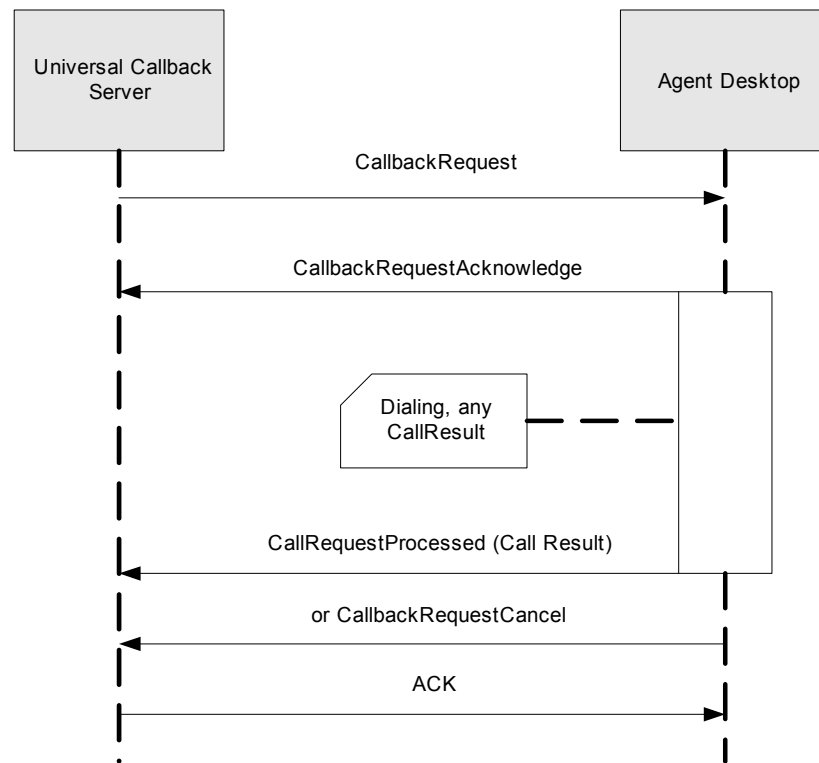 Universal Callback
Server
Agent Desktop
CallbackRequest
CallbackRequestAcknowledge
Dialing, any
CallResult
CallRequestProcessed (Call Result)
or CallbackRequestCancel
ACK